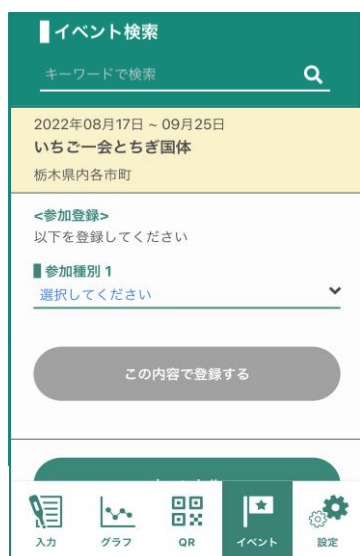 イベント検索
キーワードで検索
2022年08月17日 ~ 09月25日
いちご一会とちぎ国体
栃木県内各市町
<参加登録>
以下を登録してください
参加種別 1
選択してください
この内容で登録する
入力
グラフ
QR
イベント
設定